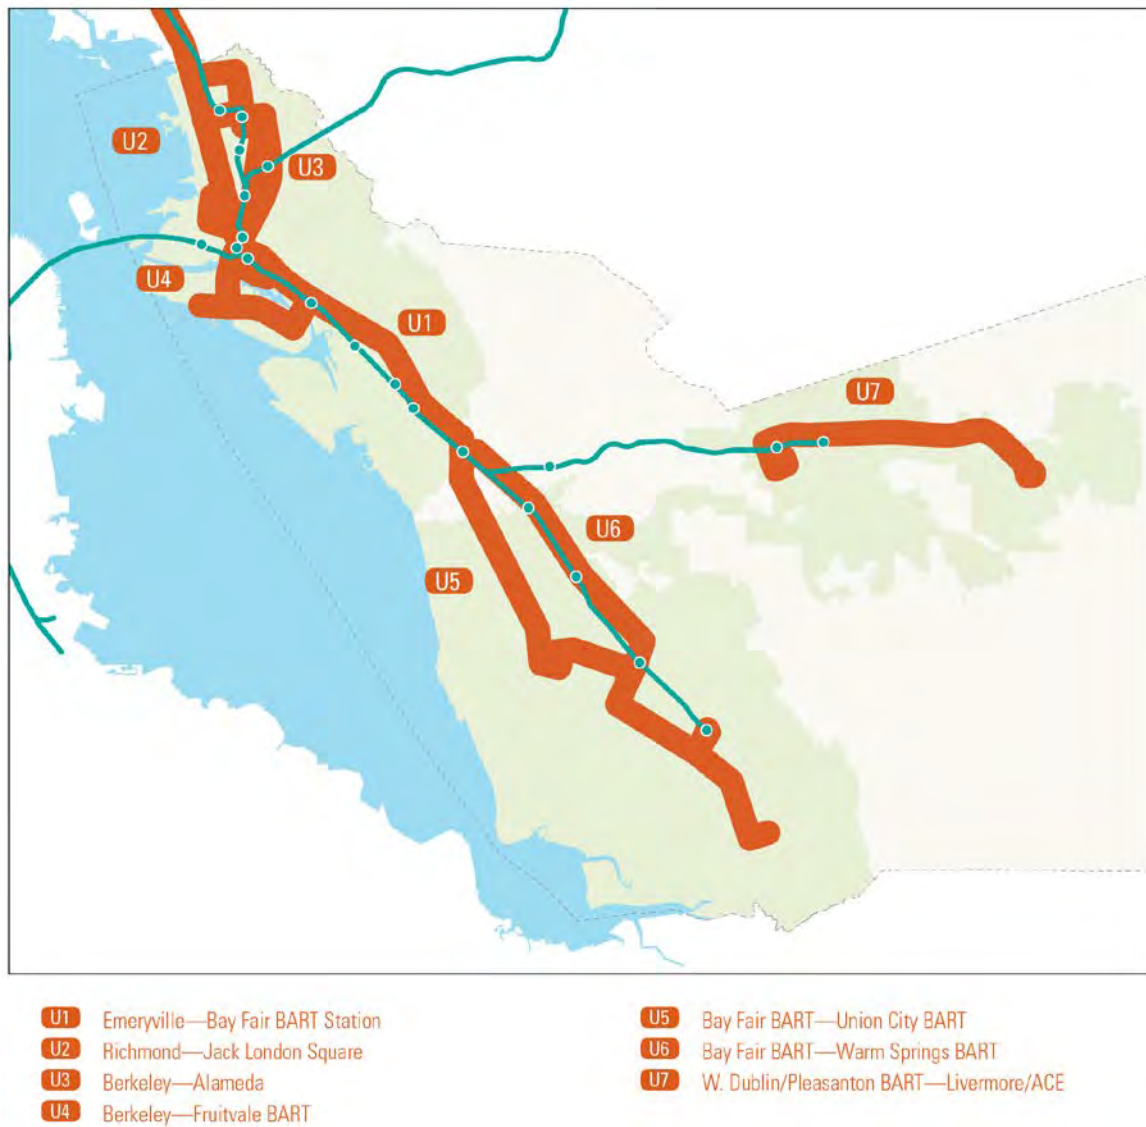 U2
U3
U4
U1
U7
U6
U5
U1 Emeryville—Bay Fair BART Station
U2 Richmond—Jack London Square
U3 Berkeley—Alameda
U4 Berkeley—Fruitvale BART
U5 Bay Fair BART—Union City BART
U6 Bay Fair BART—Warm Springs BART
U7 W. Dublin/Pleasanton BART—Livermore/ACE